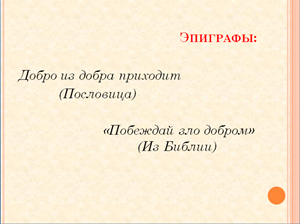 Эпиграфы:
Добро из добра приходит
(Пословица)
«Побеждай зло добром»
(Из Библии)